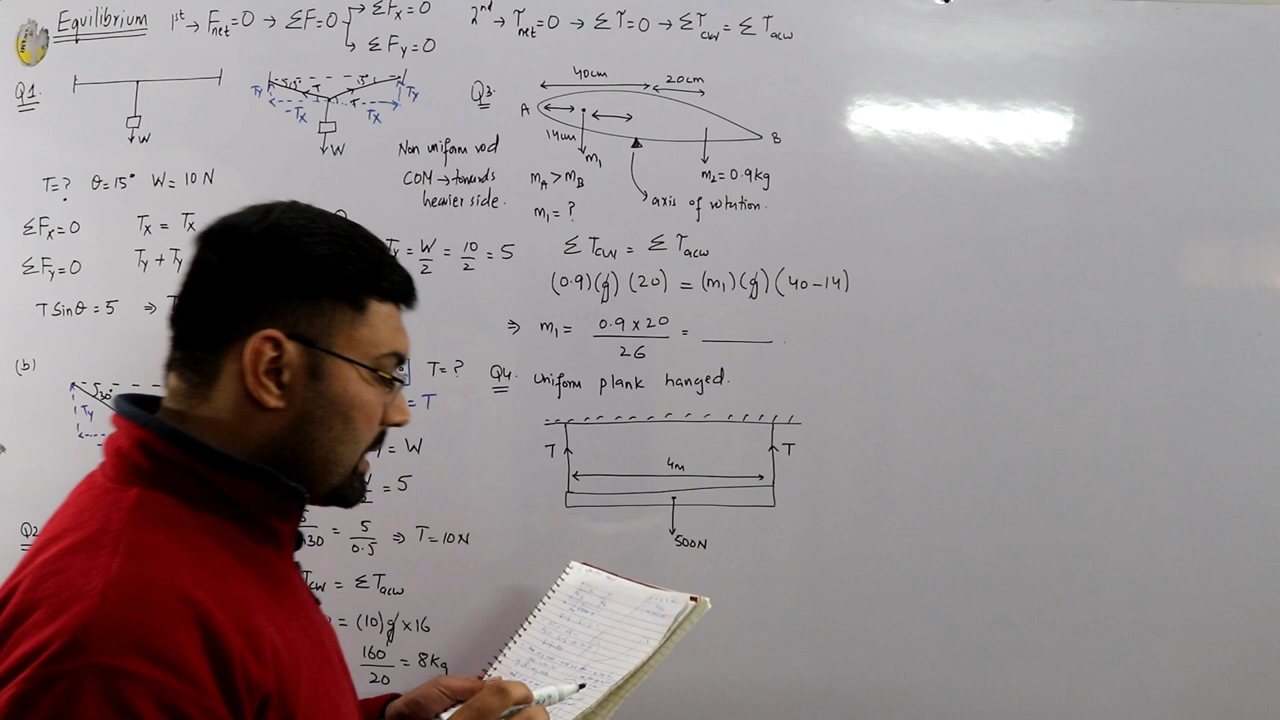 Equilibrium 1st → Fnet=0 → ΣF=0 → ΣFx=0
→ ΣFy=0
2nd → τnet=0 → Στ=0 → Στcw = Στacw
Q1.
W
15° T 15°
Ty Tx Tx Ty
T
W
T=? θ=15° W=10N
ΣFx=0 Tx = Tx
ΣFy=0 Ty + Ty
Ty = W/2 = 10/2 = 5
T Sinθ = 5 ⇒
(b)
30°
Ty
T=?
= T
= W
= 5
30 = 5/0.5 ⇒ T=10N
Q2
τcw = Στacw
= (10)g × 16
160/20 = 8kg
Non uniform rod
COM → towards
heavier side.
Q3.
40cm 20cm
A
14cm
B
m1
m2=0.9kg
mA > mB
m1 = ?
axis of rotation.
Στcw = Στacw
(0.9)(g)(20) = (m1)(g)(40-14)
⇒ m1 = 0.9 x 20/26 = ____
Q4. uniform plank hanged.
T T
4m
500N